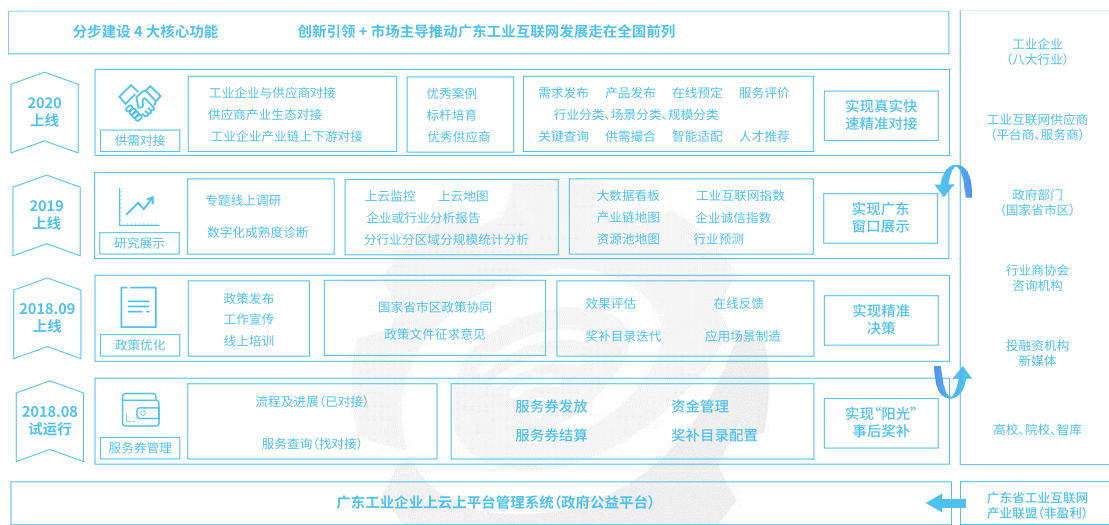 分步建设 4 大核心功能
创新引领 + 市场主导推动广东工业互联网发展走在全国前列
2020
上线
供需对接
工业企业与供应商对接
供应商产业生态对接
工业企业产业链上下游对接
优秀案例
标杆培育
优秀供应商
需求发布 产品发布 在线预定 服务评价
行业分类、场景分类、规模分类
关键查询 供需撮合 智能适配 人才推荐
实现真实快
速精准对接
2019
上线
研究展示
专题线上调研
数字化成熟度诊断
上云监控 上云地图
企业或行业分析报告
分行业分区域分规模统计分析
大数据看板 工业互联网指数
产业链地图 企业诚信指数
资源池地图 行业预测
实现广东
窗口展示
2018.09
上线
政策优化
政策发布
工作宣传
线上培训
国家省市区政策协同
政策文件征求意见
效果评估 在线反馈
奖补目录迭代 应用场景制造
实现精准
决策
2018.08
试运行
服务券管理
流程及进展(已对接)
服务查询(找对接)
服务券发放 资金管理
服务券结算 奖补目录配置
实现“阳光”
事后奖补
工业企业
(八大行业)
工业互联网供应商
(平台商、服务商)
政府部门
(国家省市区)
行业商协会
咨询机构
投融资机构
新媒体
高校、院校、智库
广东工业企业上云上平台管理系统(政府公益平台)
广东省工业互联网
产业联盟(非盈利)